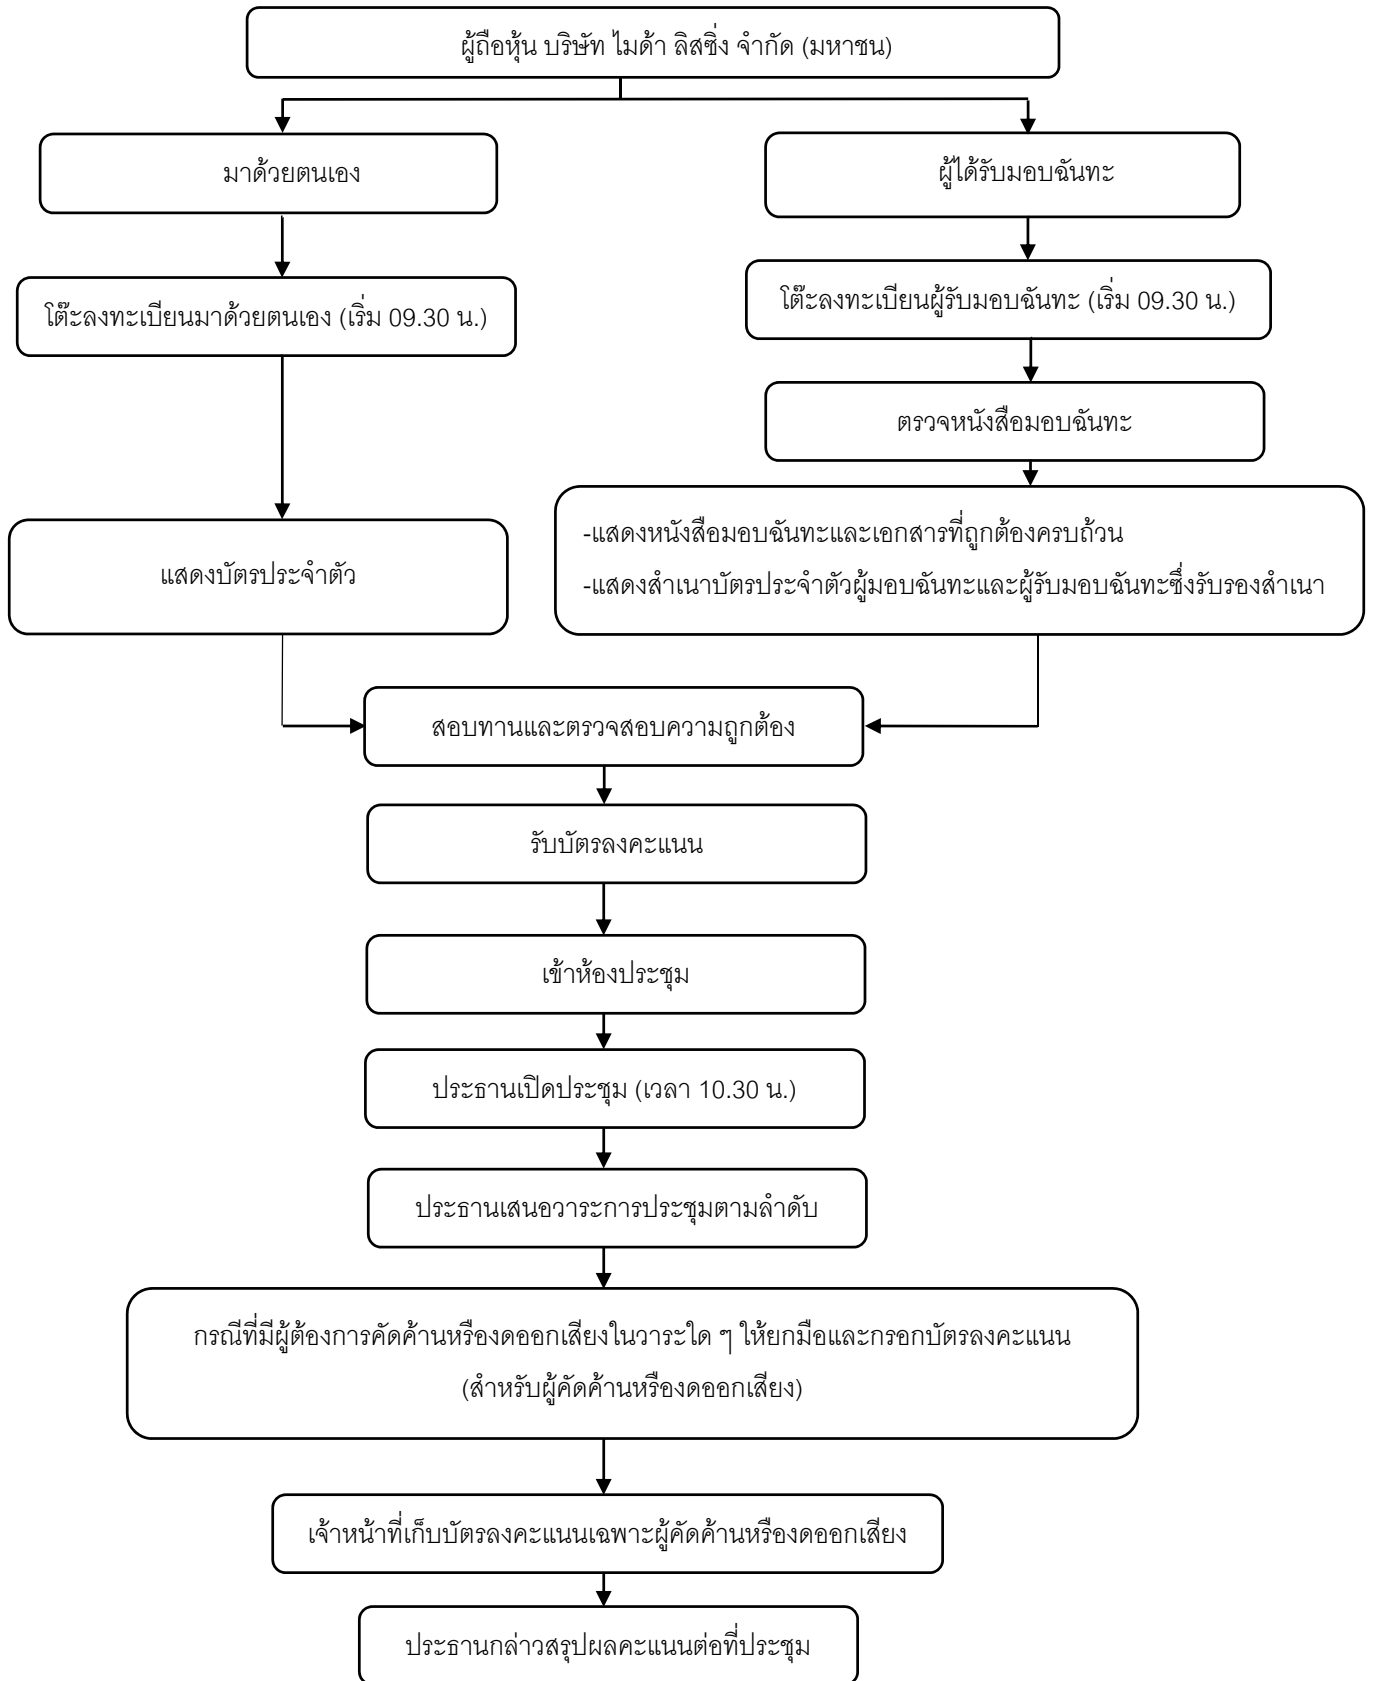 ผู้ถือหุ้น บริษัท ไมด้า ลิสซิ่ง จำกัด (มหาชน)
มาด้วยตนเอง
ผู้ได้รับมอบฉันทะ
โต๊ะลงทะเบียนมาด้วยตนเอง (เริ่ม 09.30 น.)
โต๊ะลงทะเบียนผู้รับมอบฉันทะ (เริ่ม 09.30 น.)
ตรวจหนังสือมอบฉันทะ
แสดงบัตรประจำตัว
-แสดงหนังสือมอบฉันทะและเอกสารที่ถูกต้องครบถ้วน
-แสดงสำเนาบัตรประจำตัวผู้มอบฉันทะและผู้รับมอบฉันทะซึ่งรับรองสำเนา
สอบทานและตรวจสอบความถูกต้อง
รับบัตรลงคะแนน
เข้าห้องประชุม
ประธานเปิดประชุม (เวลา 10.30 น.)
ประธานเสนอวาระการประชุมตามลำดับ
กรณีที่มีผู้ต้องการคัดค้านหรืองดออกเสียงในวาระใด ๆ ให้ยกมือและกรอกบัตรลงคะแนน
(สำหรับผู้คัดค้านหรืองดออกเสียง)
เจ้าหน้าที่เก็บบัตรลงคะแนนเฉพาะผู้คัดค้านหรืองดออกเสียง
ประธานกล่าวสรุปผลคะแนนต่อที่ประชุม